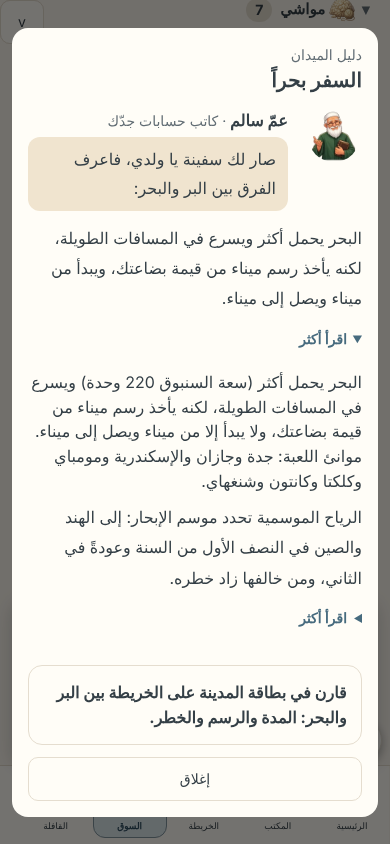 ▼ مواشي 7
دليل الميدان
السفر بحراً
عمّ سالم · كاتب حسابات جدّك
صار لك سفينة يا ولدي، فاعرف
الفرق بين البر والبحر:
البحر يحمل أكثر ويسرع في المسافات الطويلة،
لكنه يأخذ رسم ميناء من قيمة بضاعتك، ويبدأ من
ميناء ويصل إلى ميناء.
▼ اقرأ أكثر
البحر يحمل أكثر (سعة السنبوق 220 وحدة) ويسرع
في المسافات الطويلة، لكنه يأخذ رسم ميناء من
قيمة بضاعتك، ولا يبدأ إلا من ميناء ويصل إلى ميناء.
موانئ اللعبة: جدة وجازان والإسكندرية ومومباي
وكلكتا وكانتون وشنغهاي.
الرياح الموسمية تحدد موسم الإبحار: إلى الهند
والصين في النصف الأول من السنة وعودةً في
الثاني، ومن خالفها زاد خطره.
◀ اقرأ أكثر
قارن في بطاقة المدينة على الخريطة بين البر
والبحر: المدة والرسم والخطر.
إغلاق
الرئيسية المكتب الخريطة السوق القافلة